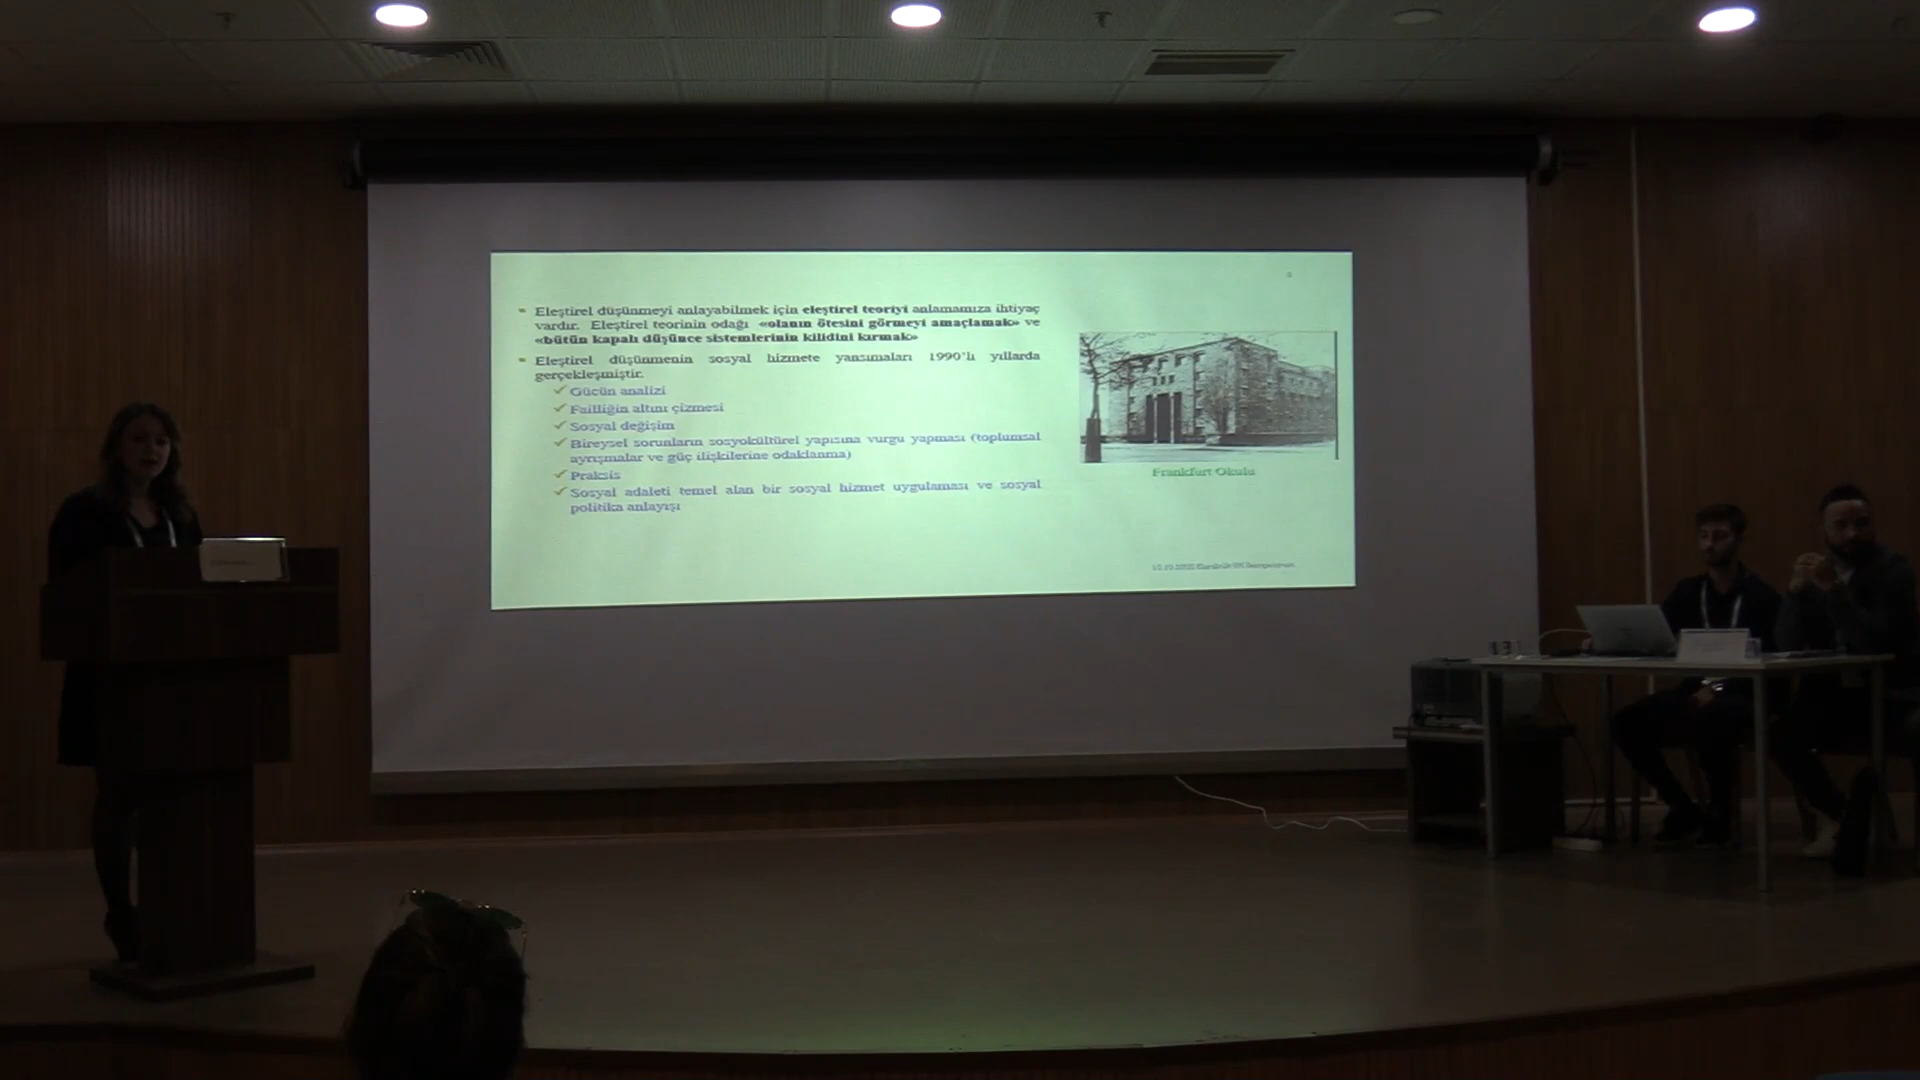 Eleştirel düşünmeyi anlayabilmek için eleştirel teoriyi anlamamıza ihtiyaç
vardır. Eleştirel teorinin odağı «olanın ötesini görmeyi amaçlamak» ve
«bütün kapalı düşünce sistemlerinin kilidini kırmak»
Eleştirel düşünmenin sosyal hizmete yansımaları 1990'lı yıllarda
gerçekleşmiştir.
Gücün analizi
Failliğin altını çizmesi
Sosyal değişim
Bireysel sorunların sosyokültürel yapısına vurgu yapması (toplumsal
ayrışmalar ve güç ilişkilerine odaklanma)
Praksis
Sosyal adaleti temel alan bir sosyal hizmet uygulaması ve sosyal
politika anlayışı
Frankfurt Okulu